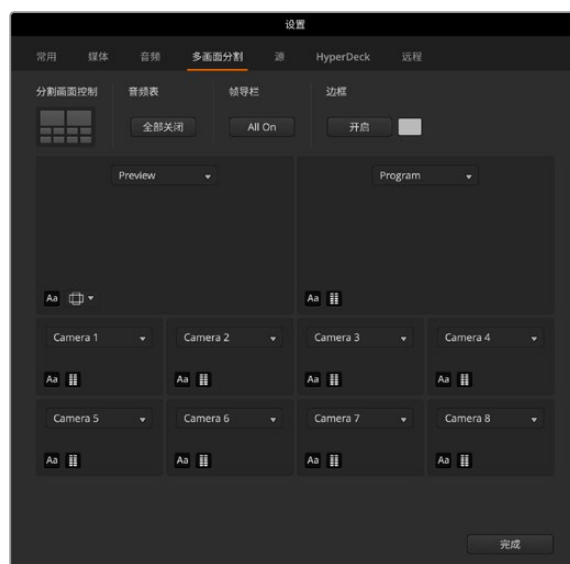 设置
常用 媒体 音频 多画面分割 源 HyperDeck 远程
分割画面控制 音频表 帧导栏 边框
全部关闭 All On 开启
Preview Program
Aa Aa
Camera 1 Camera 2 Camera 3 Camera 4
Aa Aa Aa Aa
Camera 5 Camera 6 Camera 7 Camera 8
Aa Aa Aa Aa
完成